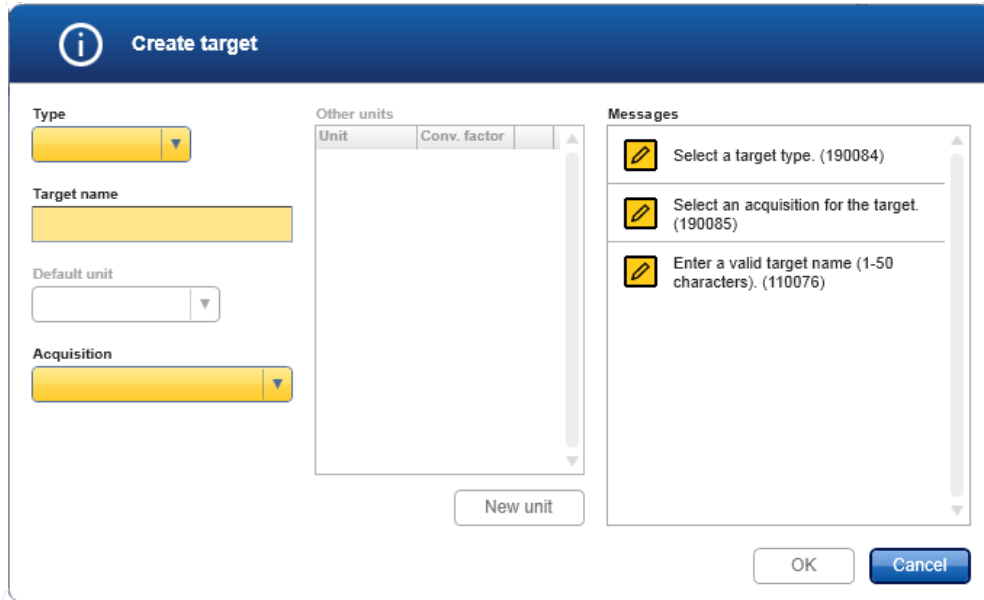 Create target
Type
Target name
Default unit
Acquisition
Other units
Unit Conv. factor
New unit
Messages
Select a target type. (190084)
Select an acquisition for the target.
(190085)
Enter a valid target name (1-50
characters). (110076)
OK Cancel